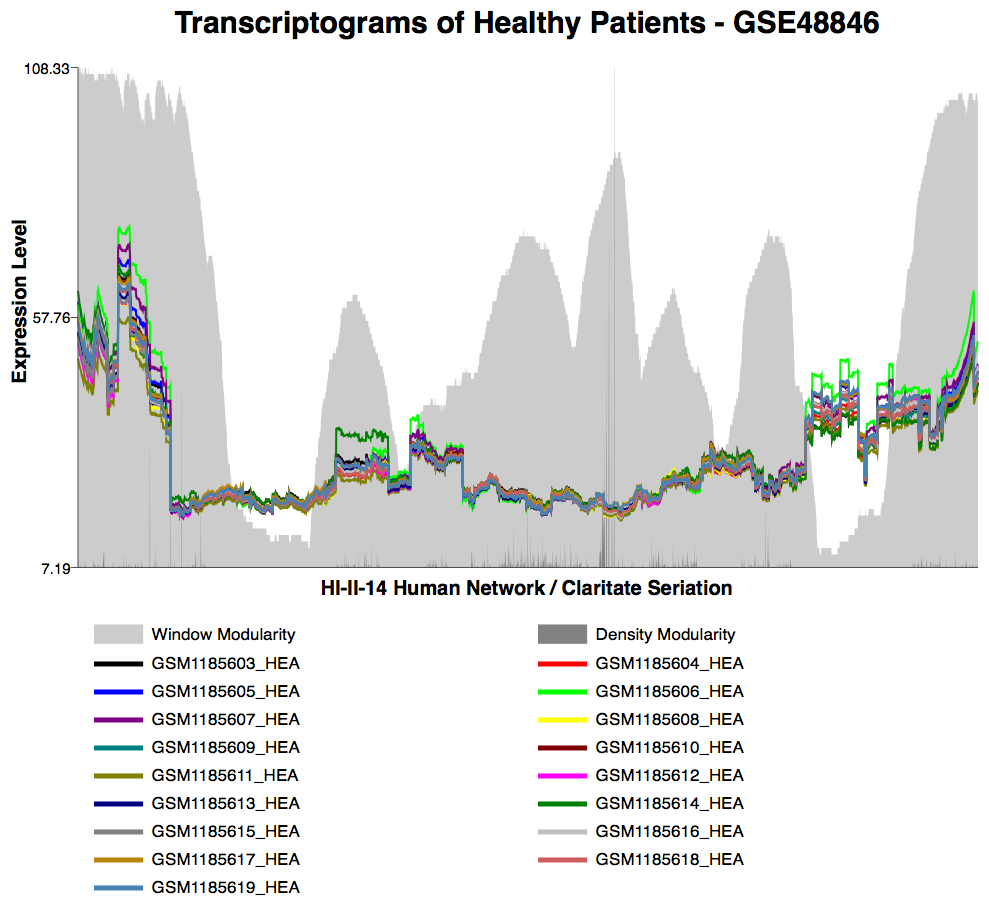 Transcriptograms of Healthy Patients - GSE48846
108.33
57.76
7.19
Expression Level
HI-II-14 Human Network / Claritate Seriation
Window Modularity
Density Modularity
GSM1185603_HEA
GSM1185604_HEA
GSM1185605_HEA
GSM1185606_HEA
GSM1185607_HEA
GSM1185608_HEA
GSM1185609_HEA
GSM1185610_HEA
GSM1185611_HEA
GSM1185612_HEA
GSM1185613_HEA
GSM1185614_HEA
GSM1185615_HEA
GSM1185616_HEA
GSM1185617_HEA
GSM1185618_HEA
GSM1185619_HEA